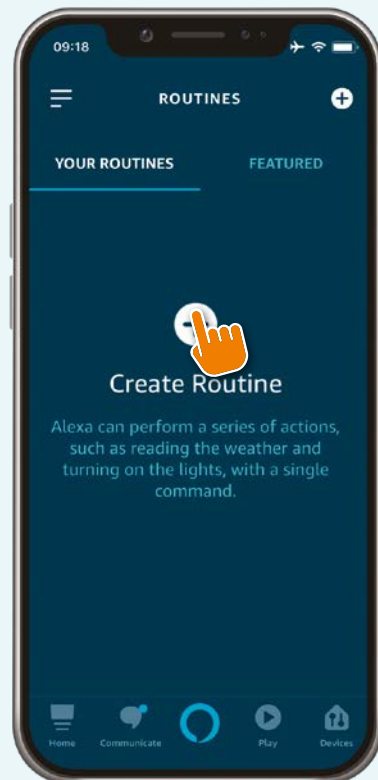 09:18
ROUTINES
YOUR ROUTINES
FEATURED
Create Routine
Alexa can perform a series of actions,
such as reading the weather and
turning on the lights, with a single
command.
Home
Communicate
Play
Devices